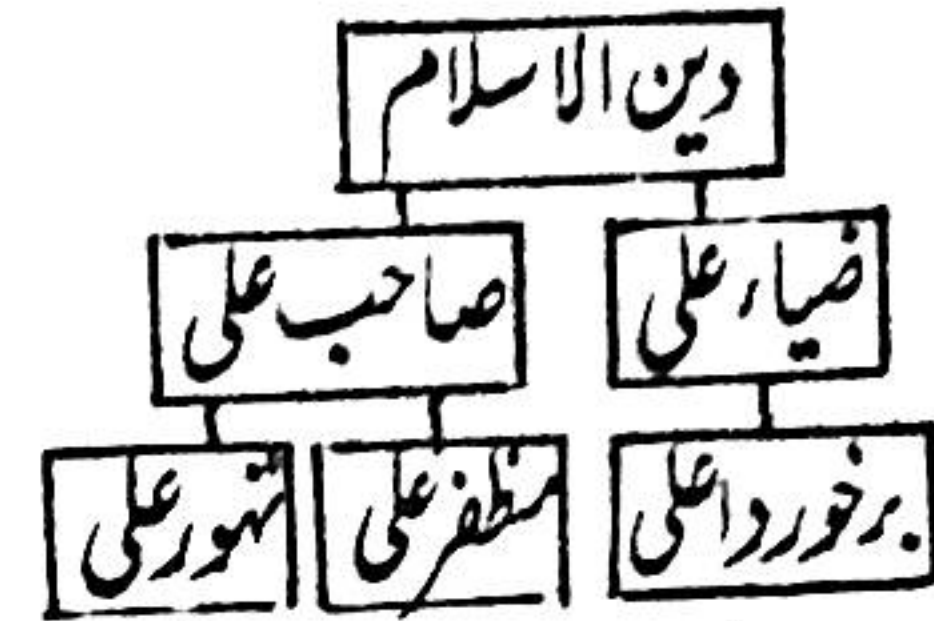 دین الاسلام
ضیاء علی
صاحب علی
برخوردا علی
مظفر علی
تہور علی